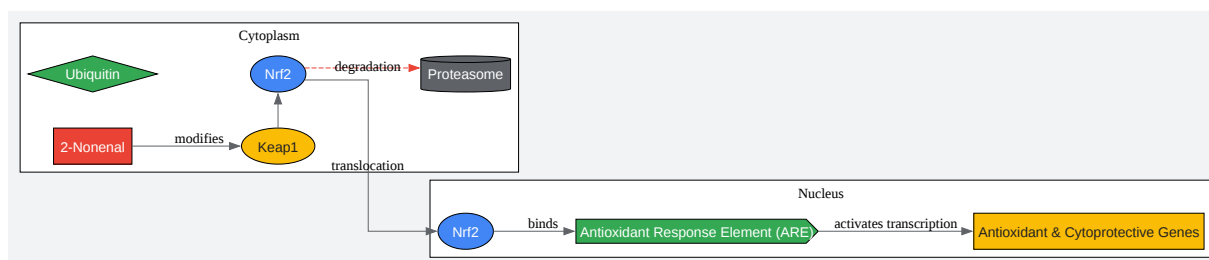 Cytoplasm
Ubiquitin
Nrf2
degradation
Proteasome
2-Nonenal
modifies
Keap1
translocation
Nucleus
Nrf2
binds
Antioxidant Response Element (ARE)
activates transcription
Antioxidant & Cytoprotective Genes